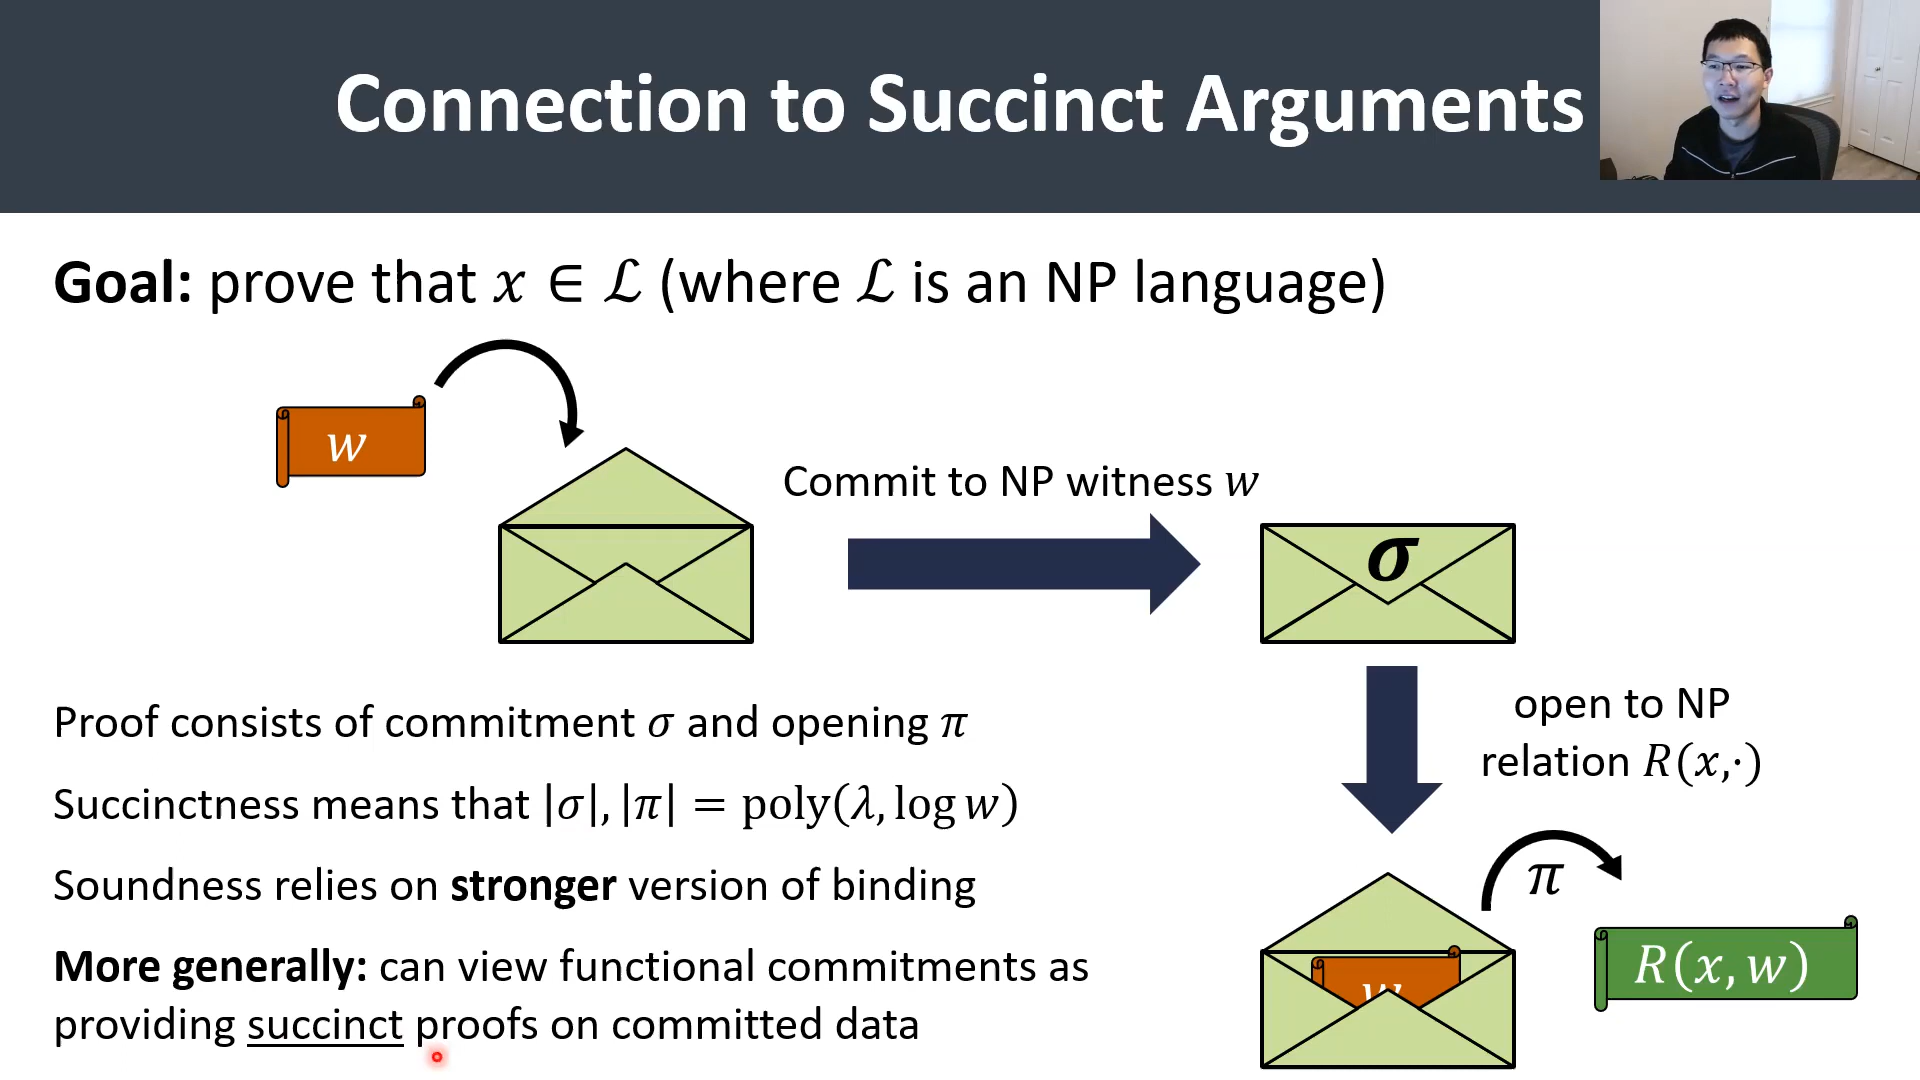 Connection to Succinct Arguments
Goal: prove that x ∈ ℒ (where ℒ is an NP language)
w
Commit to NP witness w
σ
open to NP
relation R(x,·)
π
w
R(x, w)
Proof consists of commitment σ and opening π
Succinctness means that |σ|, |π| = poly(λ, log w)
Soundness relies on stronger version of binding
More generally: can view functional commitments as
providing succinct proofs on committed data